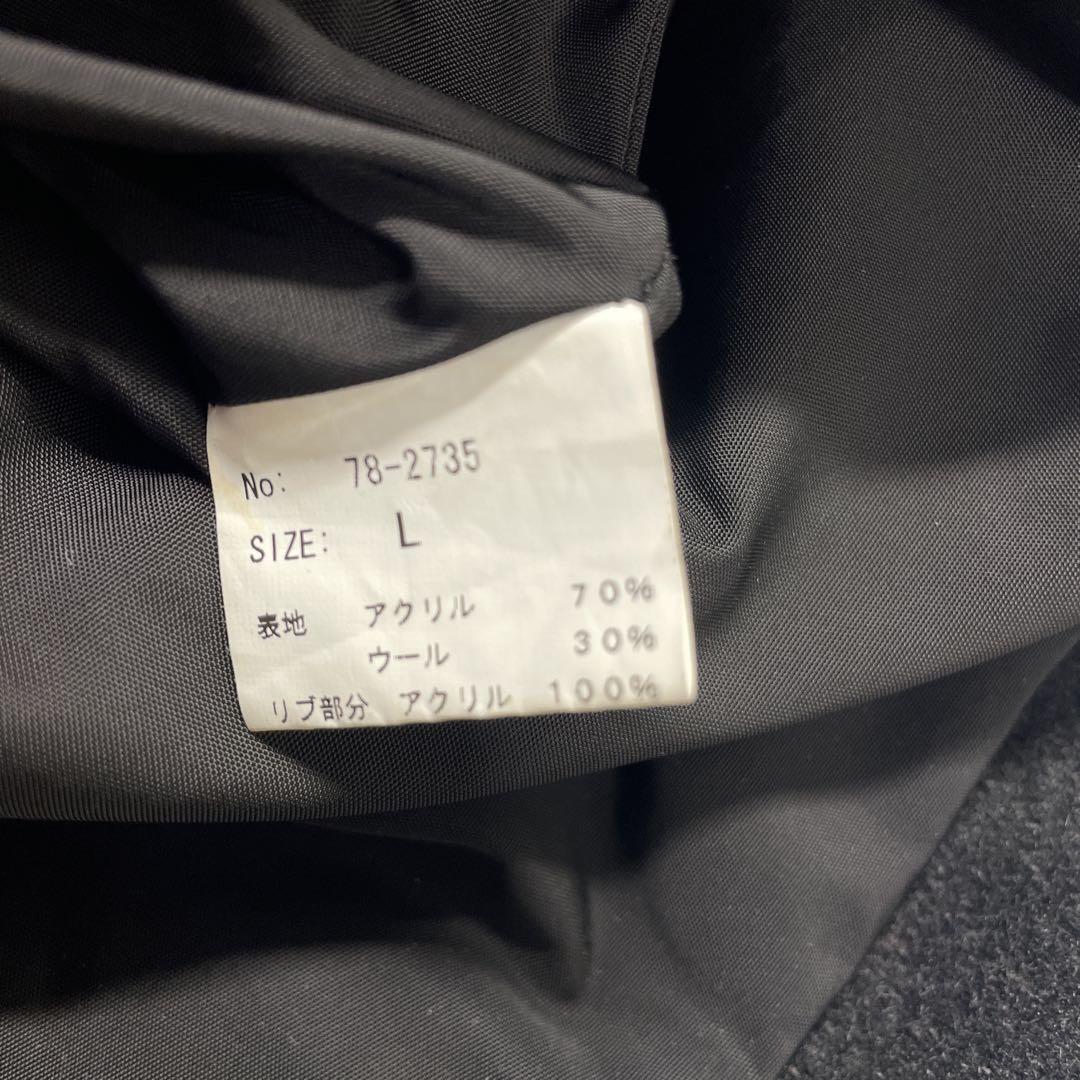 No: 78-2735
SIZE: L
表地 アクリル 70%
ウール 30%
リブ部分 アクリル 100%